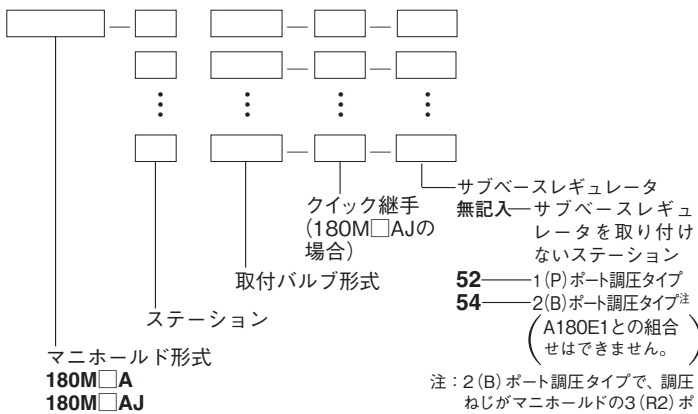 クイック継手
(180M□AJの
場合)
取付バルブ形式
ステーション
マニホールド形式
180M□A
180M□AJ
サブベースレギュレータ
無記入―サブベースレギュ
レータを取り付け
ないステーション
52――1(P)ポート調圧タイプ
54――2(B)ポート調圧タイプ注
(A180E1との組合
せはできません。)
注：2(B)ポート調圧タイプで、調圧
ねじがマニホールドの3(R2)ポ